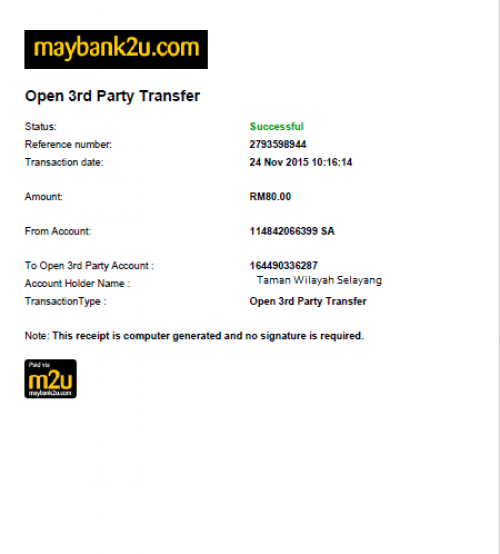 maybank2u.com
Open 3rd Party Transfer
Status: Successful
Reference number: 2793598944
Transaction date: 24 Nov 2015 10:16:14
Amount: RM80.00
From Account: 114842066399 SA
To Open 3rd Party Account : 164490336287
Account Holder Name : Taman Wilayah Selayang
TransactionType : Open 3rd Party Transfer
Note: This receipt is computer generated and no signature is required.
Paid via
m2u
maybank2u.com